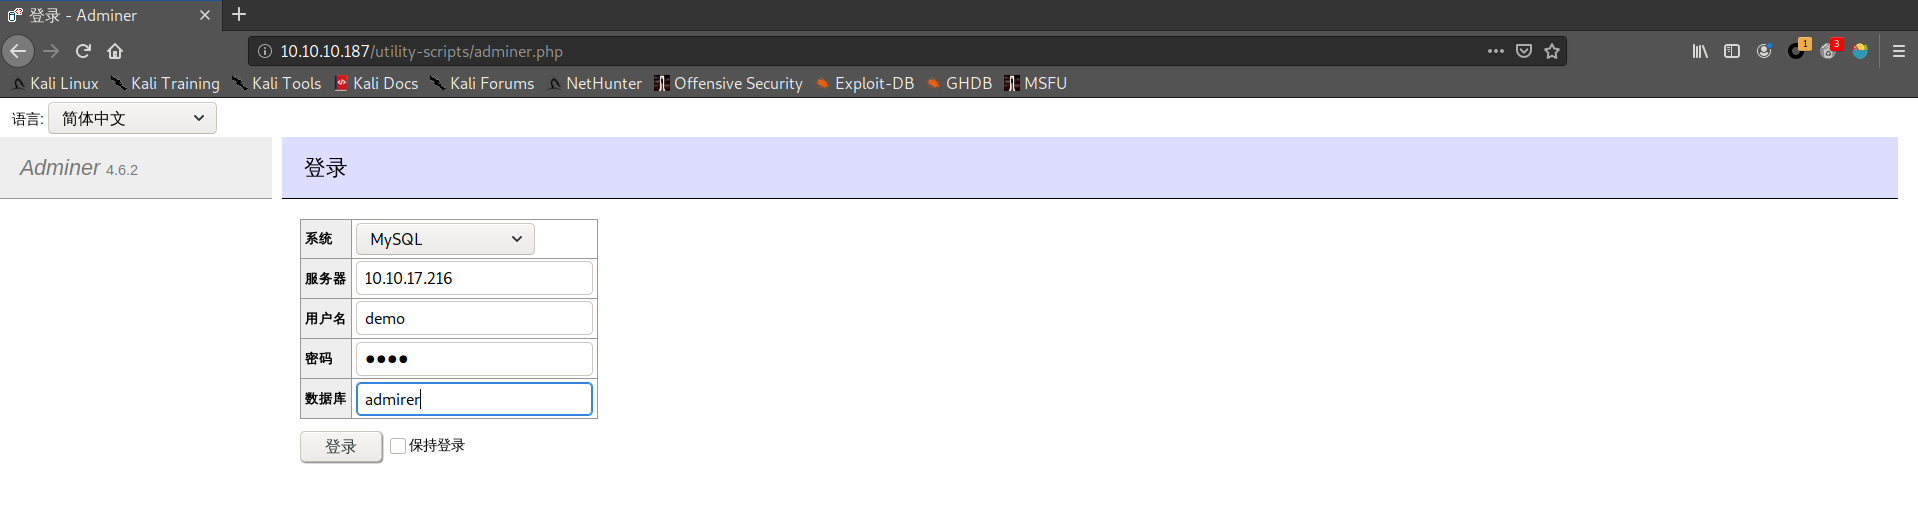 登录 - Adminer
10.10.10.187/utility-scripts/adminer.php
1
3
Kali Linux Kali Training Kali Tools Kali Docs Kali Forums NetHunter Offensive Security Exploit-DB GHDB MSFU
语言: 简体中文
Adminer 4.6.2
登录
系统 MySQL
服务器 10.10.17.216
用户名 demo
密码 ●●●●
数据库 admirer
登录 保持登录